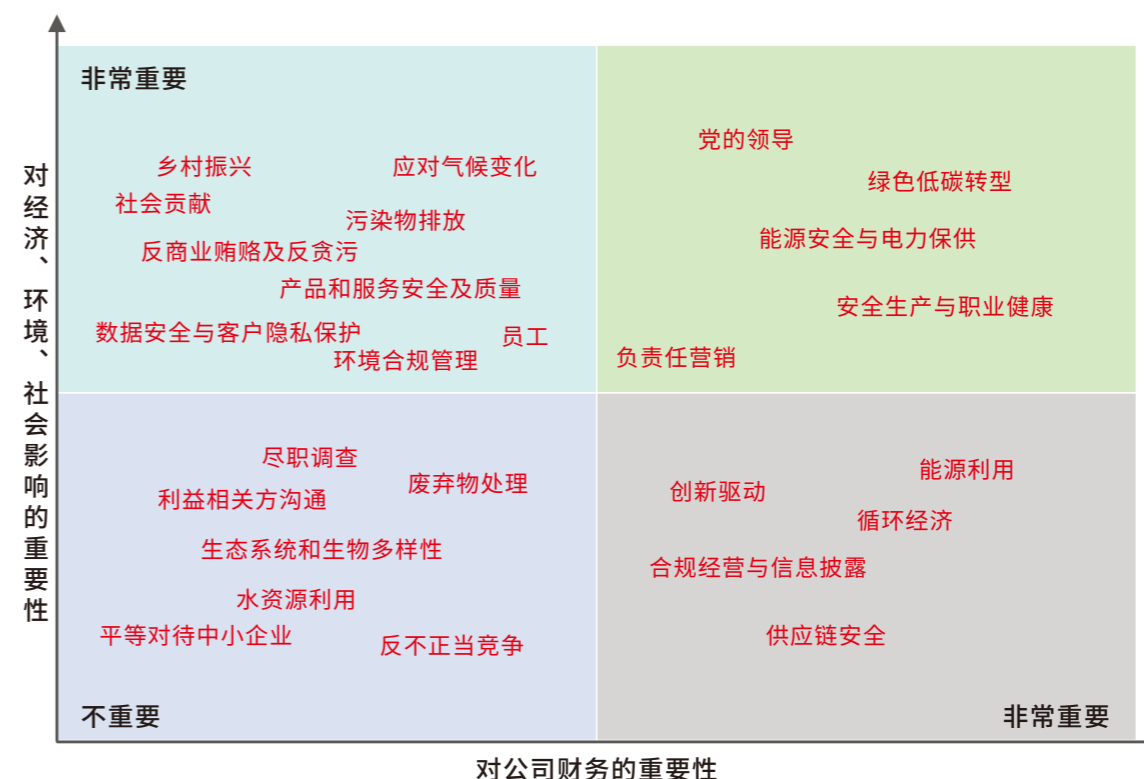 非常重要
乡村振兴
应对气候变化
社会贡献
污染物排放
反商业贿赂及反贪污
产品和服务安全及质量
数据安全与客户隐私保护
员工
环境合规管理
党的领导
绿色低碳转型
能源安全与电力保供
安全生产与职业健康
负责任营销
对经济、环境、社会影响的重要性
尽职调查
废弃物处理
利益相关方沟通
生态系统和生物多样性
水资源利用
平等对待中小企业
反不正当竞争
不重要
能源利用
创新驱动
循环经济
合规经营与信息披露
供应链安全
非常重要
对公司财务的重要性